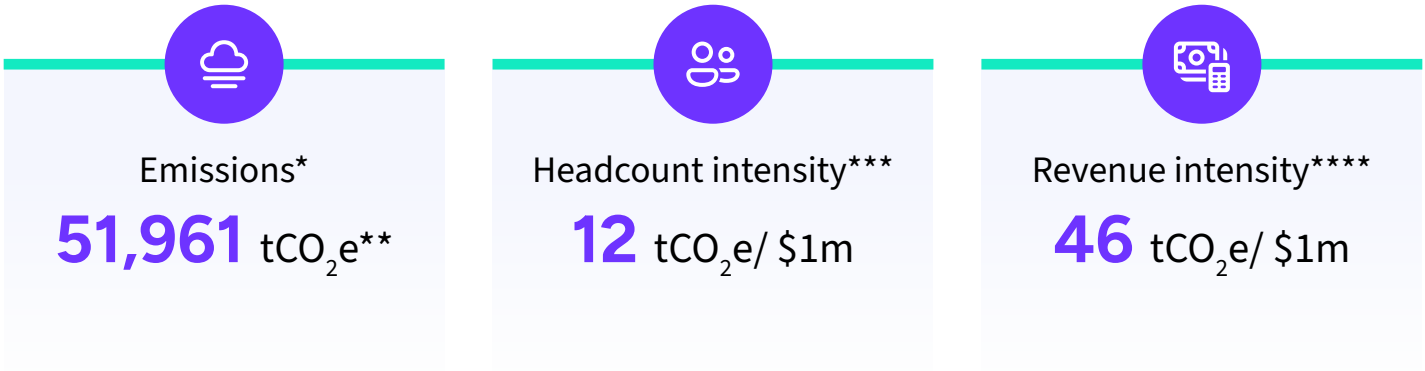 Emissions*
51,961 tCO₂e**
Headcount intensity***
12 tCO₂e/ $1m
Revenue intensity****
46 tCO₂e/ $1m